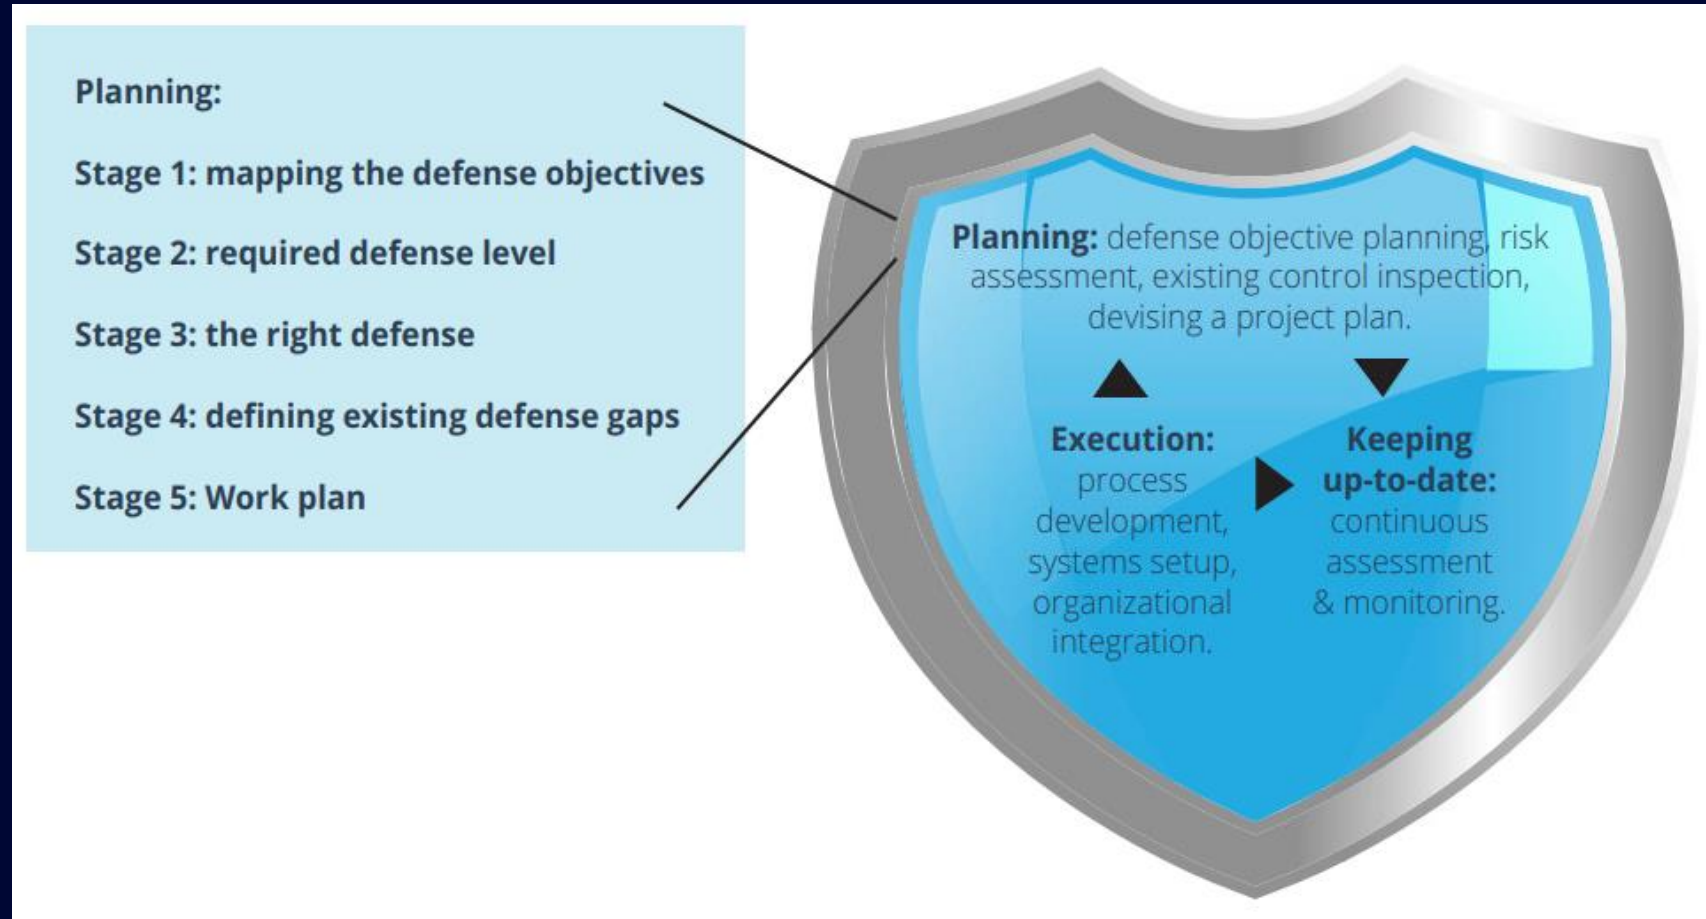 Planning:
Stage 1: mapping the defense objectives
Stage 2: required defense level
Stage 3: the right defense
Stage 4: defining existing defense gaps
Stage 5: Work plan
Planning: defense objective planning, risk
assessment, existing control inspection,
devising a project plan.
Execution:
process
development,
systems setup,
organizational
integration.
Keeping
up-to-date:
continuous
assessment
& monitoring.